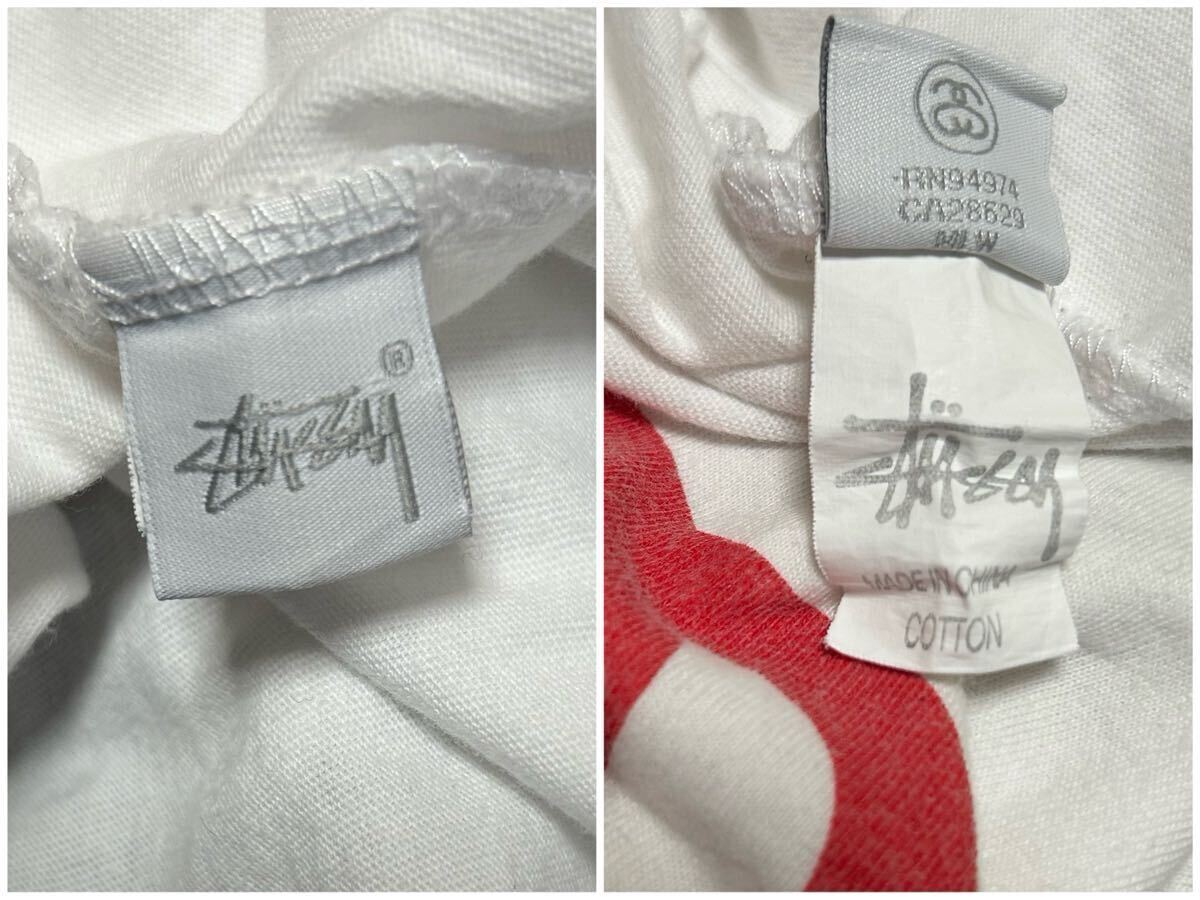 Stüssy
®
RN94974
CA28629
MLW
Stüssy
MADE IN CHINA
COTTON